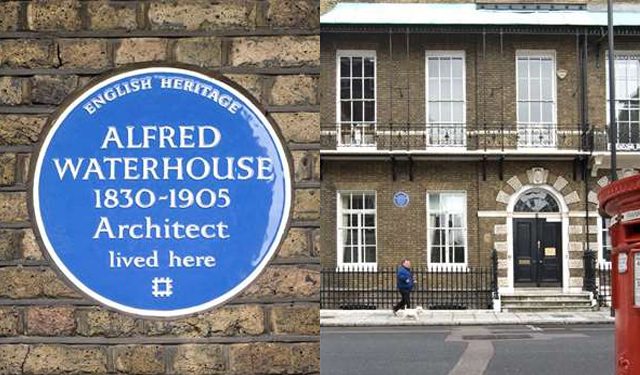 ENGLISH HERITAGE
ALFRED
WATERHOUSE
1830-1905
Architect
lived here